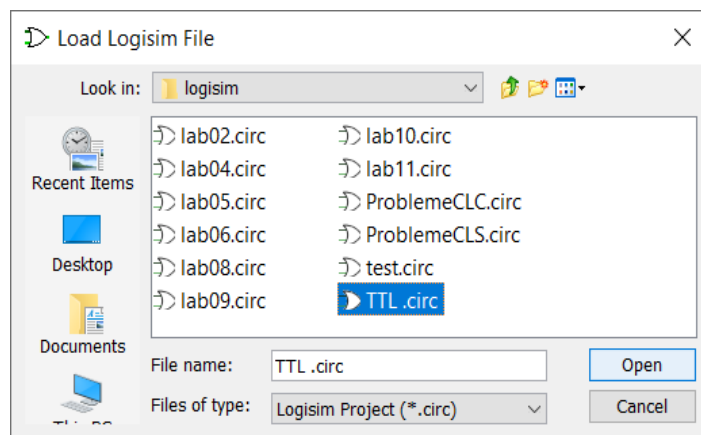 Load Logisim File
Look in: logisim
Recent Items
Desktop
Documents
lab02.circ
lab04.circ
lab05.circ
lab06.circ
lab08.circ
lab09.circ
lab10.circ
lab11.circ
ProblemeCLC.circ
ProblemeCLS.circ
test.circ
TTL .circ
File name: TTL .circ Open
Files of type: Logisim Project (*.circ) Cancel